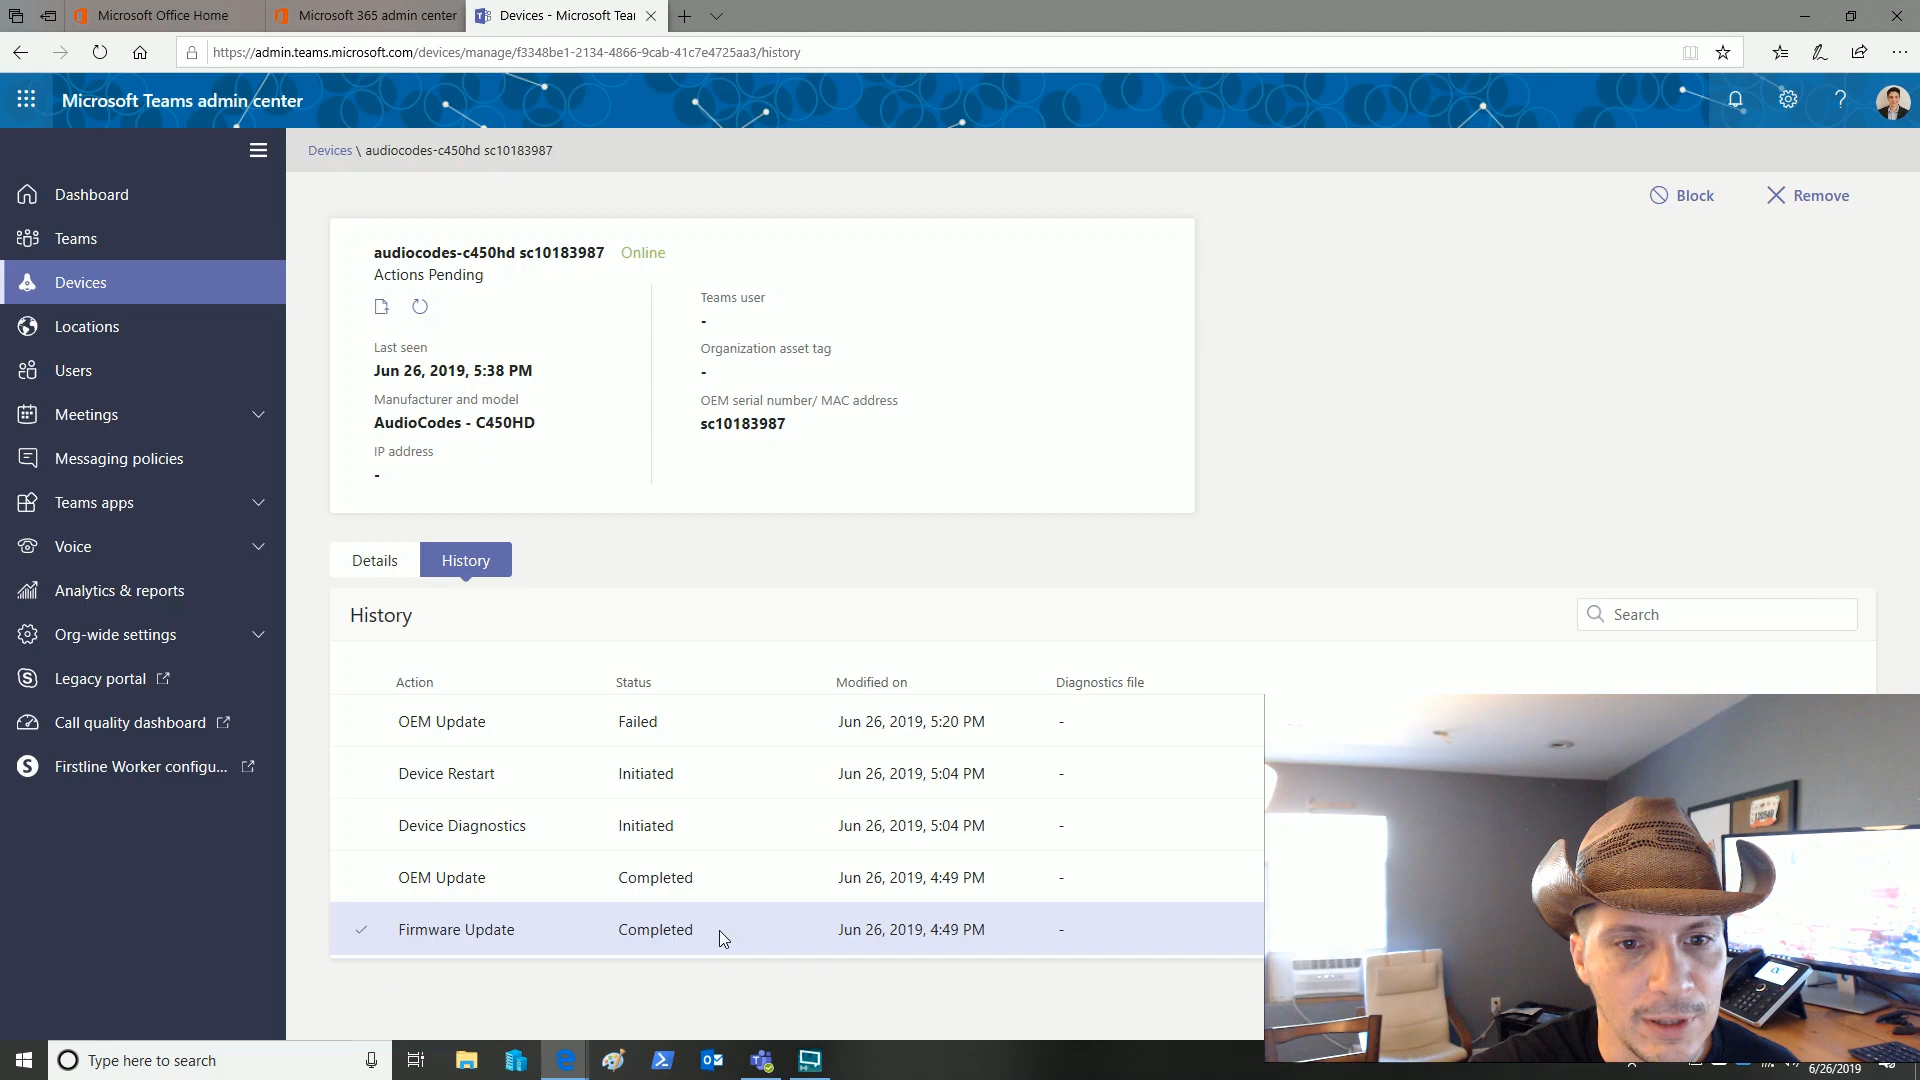 Microsoft Office Home
Microsoft 365 admin center
Devices - Microsoft Tea
https://admin.teams.microsoft.com/devices/manage/f3348be1-2134-4866-9cab-41c7e4725aa3/history
Microsoft Teams admin center
Devices \ audiocodes-c450hd sc10183987
Dashboard
Teams
Devices
Locations
Users
Meetings
Messaging policies
Teams apps
Voice
Analytics & reports
Org-wide settings
Legacy portal
Call quality dashboard
Firstline Worker configu...
Block
Remove
audiocodes-c450hd sc10183987 Online
Actions Pending
Last seen
Jun 26, 2019, 5:38 PM
Manufacturer and model
AudioCodes - C450HD
IP address
-
Teams user
-
Organization asset tag
-
OEM serial number/ MAC address
sc10183987
Details
History
History
Search
Action Status Modified on Diagnostics file
OEM Update Failed Jun 26, 2019, 5:20 PM -
Device Restart Initiated Jun 26, 2019, 5:04 PM -
Device Diagnostics Initiated Jun 26, 2019, 5:04 PM -
OEM Update Completed Jun 26, 2019, 4:49 PM -
Firmware Update Completed Jun 26, 2019, 4:49 PM -
Type here to search
6/26/2019